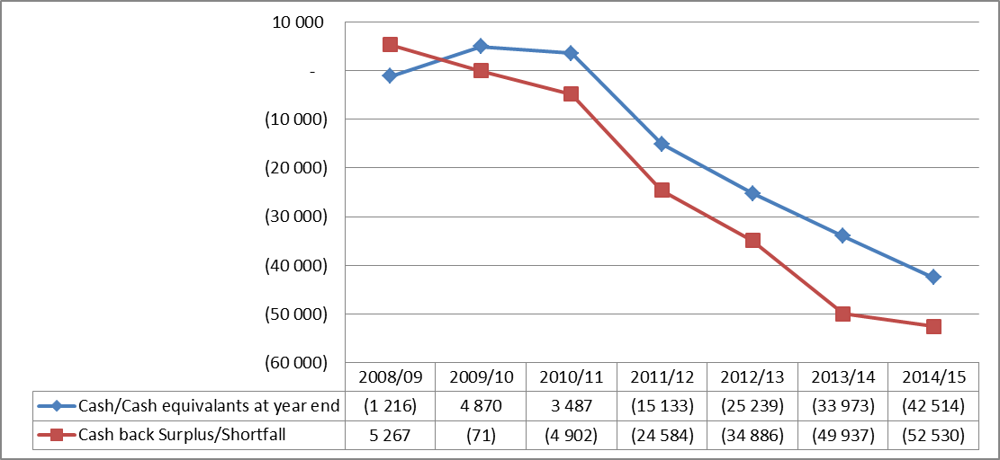 10 000
-
(10 000)
(20 000)
(30 000)
(40 000)
(50 000)
(60 000)
2008/09 2009/10 2010/11 2011/12 2012/13 2013/14 2014/15
Cash/Cash equivalants at year end (1 216) 4 870 3 487 (15 133) (25 239) (33 973) (42 514)
Cash back Surplus/Shortfall 5 267 (71) (4 902) (24 584) (34 886) (49 937) (52 530)